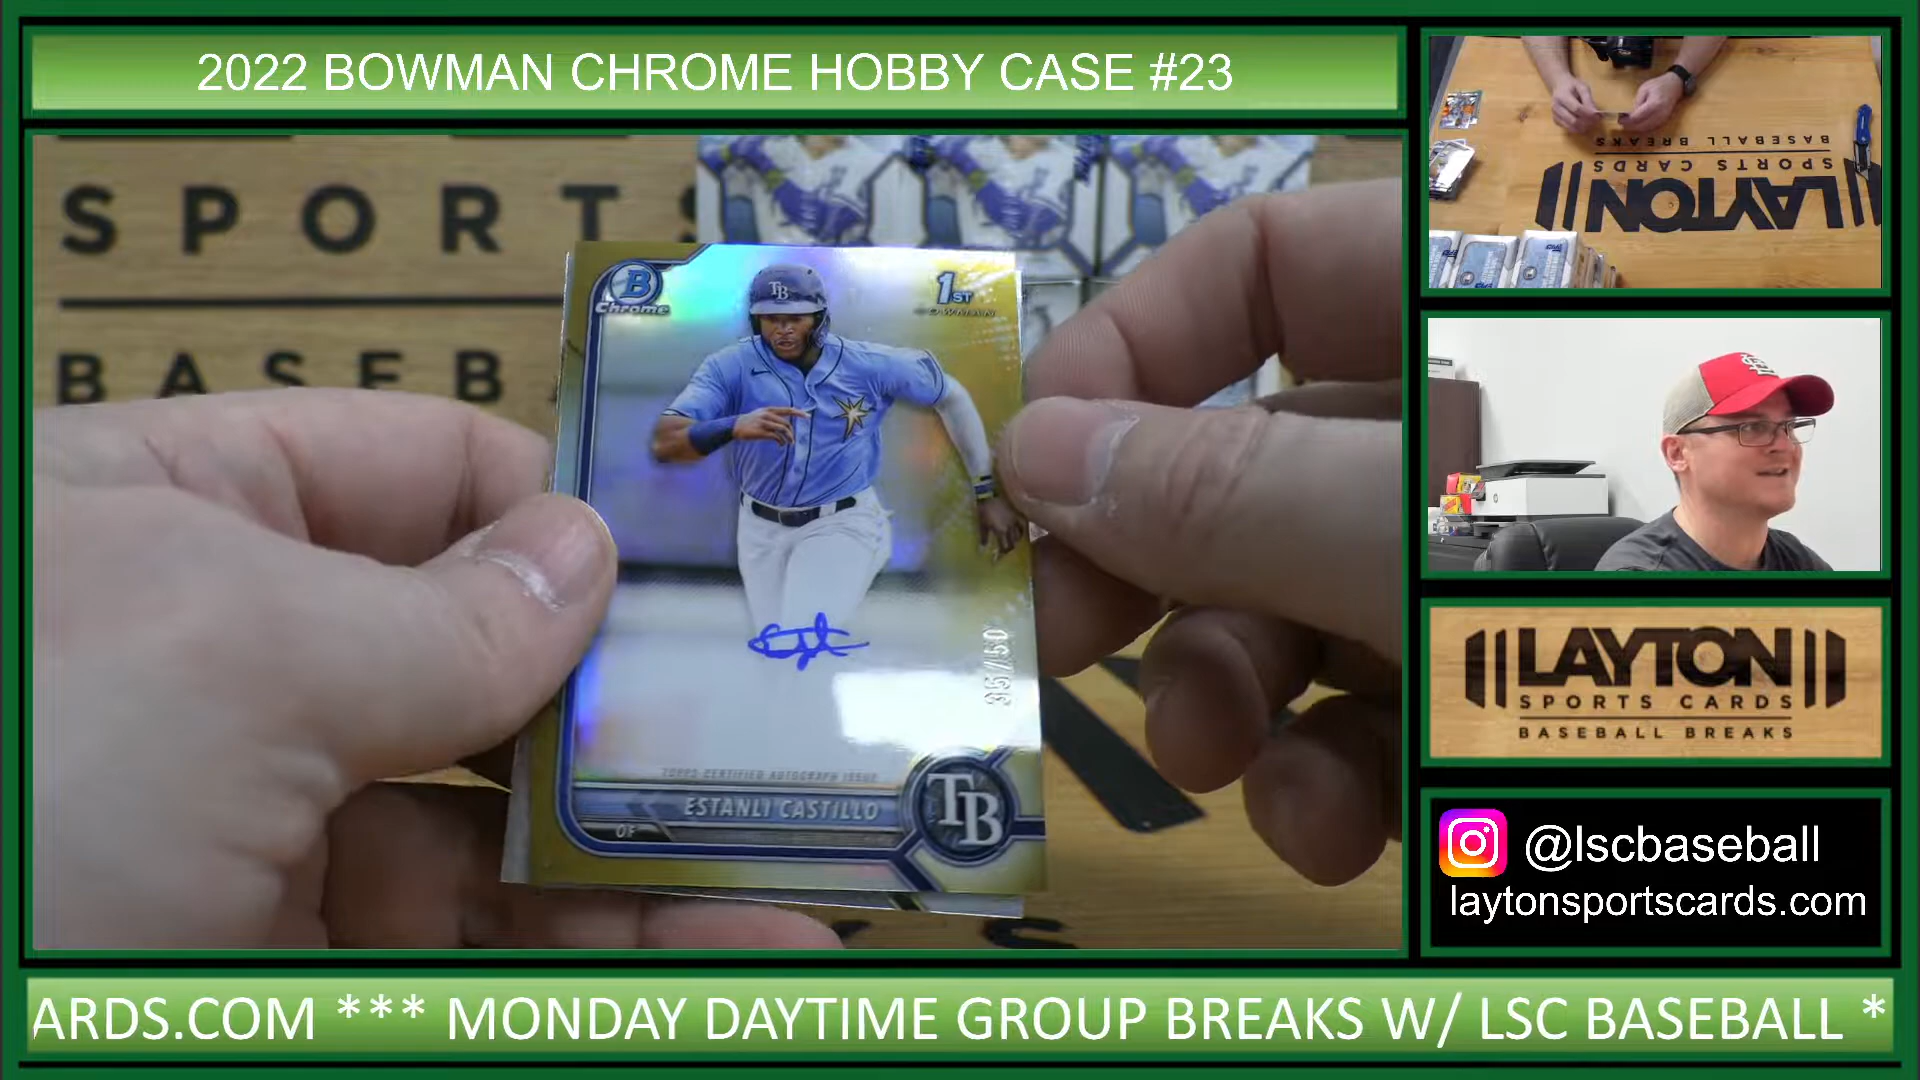 2022 BOWMAN CHROME HOBBY CASE #23
SPORTS
BASEB
B
Chrome
1ST
BOWMAN
TB
35/50
TOPPS CERTIFIED AUTOGRAPH ISSUE
ESTANLI CASTILLO
OF
TB
BASEBALL BREAKS
SPORTS CARDS
LAYTON
LAYTON
SPORTS CARDS
BASEBALL BREAKS
@lscbaseball
laytonsportscards.com
ARDS.COM *** MONDAY DAYTIME GROUP BREAKS W/ LSC BASEBALL *